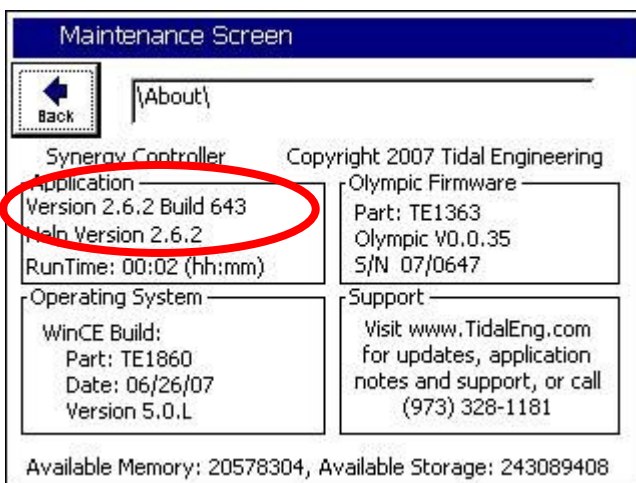 Maintenance Screen
Back
\About\
Synergy Controller Copyright 2007 Tidal Engineering
Application
Version 2.6.2 Build 643
Help Version 2.6.2
RunTime: 00:02 (hh:mm)
Olympic Firmware
Part: TE1363
Olympic V0.0.35
S/N 07/0647
Operating System
WinCE Build:
Part: TE1860
Date: 06/26/07
Version 5.0.L
Support
Visit www.TidalEng.com
for updates, application
notes and support, or call
(973) 328-1181
Available Memory: 20578304, Available Storage: 243089408